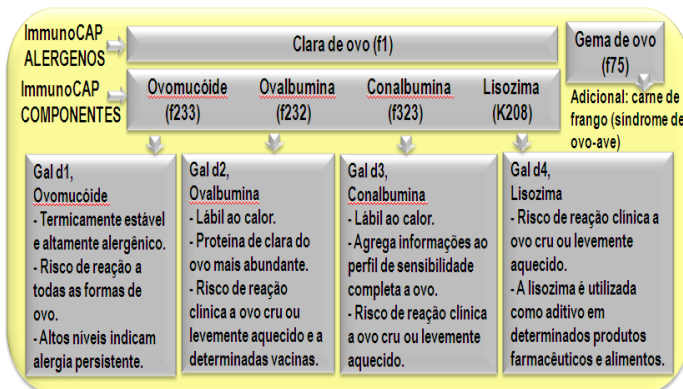 ImmunoCAP
ALERGENOS
Clara de ovo (f1)
Gema de ovo
(f75)
ImmunoCAP
COMPONENTES
Ovomucóide
(f233)
Ovalbumina
(f232)
Conalbumina
(f323)
Lisozima
(K208)
Adicional: carne de
frango (síndrome de
ovo-ave)
Gal d1,
Ovomucóide
- Termicamente estável
e altamente alergênico.
- Risco de reação a
todas as formas de
ovo.
- Altos níveis indicam
alergia persistente.
Gal d2,
Ovalbumina
- Lábil ao calor.
- Proteína de clara do
ovo mais abundante.
- Risco de reação
clínica a ovo cru ou
levemente aquecido e a
determinadas vacinas.
Gal d3,
Conalbumina
- Lábil ao calor.
- Agrega informações ao
perfil de sensibilidade
completa a ovo.
- Risco de reação clínica
a ovo cru ou levemente
aquecido.
Gal d4,
Lisozima
- Risco de reação clínica a
ovo cru ou levemente
aquecido.
- A lisozima é utilizada
como aditivo em
determinados produtos
farmacêuticos e alimentos.